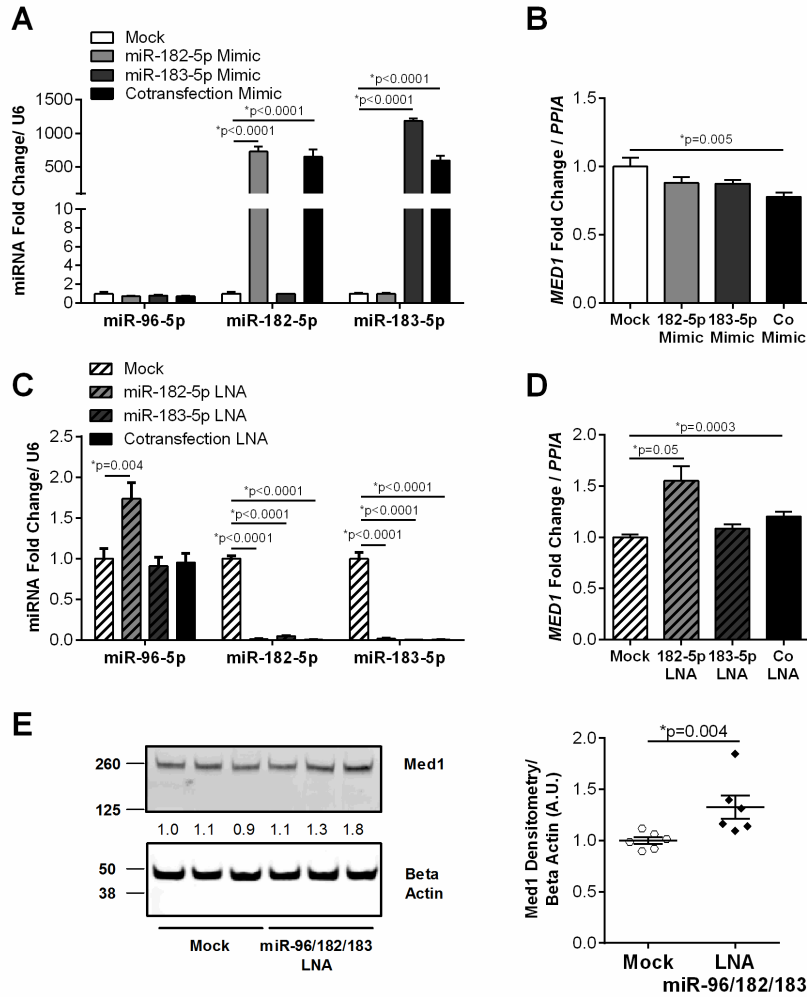 A
Mock
miR-182-5p Mimic
miR-183-5p Mimic
Cotransfection Mimic
miRNA Fold Change/ U6
1500
1000
500
10
8
6
4
2
0
*p<0.0001
*p<0.0001
*p<0.0001
*p<0.0001
miR-96-5p
miR-182-5p
miR-183-5p
B
MED1 Fold Change / PPIA
1.5
1.0
0.5
0.0
*p=0.005
Mock
182-5p Mimic
183-5p Mimic
Co Mimic
C
Mock
miR-182-5p LNA
miR-183-5p LNA
Cotransfection LNA
miRNA Fold Change/ U6
2.5
2.0
1.5
1.0
0.5
0.0
*p=0.004
*p<0.0001
*p<0.0001
*p<0.0001
*p<0.0001
*p<0.0001
*p<0.0001
miR-96-5p
miR-182-5p
miR-183-5p
D
MED1 Fold Change / PPIA
2.0
1.5
1.0
0.5
0.0
*p=0.0003
*p=0.05
Mock
182-5p LNA
183-5p LNA
Co LNA
E
260
125
Med1
1.0 1.1 0.9 1.1 1.3 1.8
50
38
Beta
Actin
Mock
miR-96/182/183
LNA
Med1 Densitometry/
Beta Actin (A.U.)
2.0
1.5
1.0
0.5
0.0
*p=0.004
Mock
LNA
miR-96/182/183